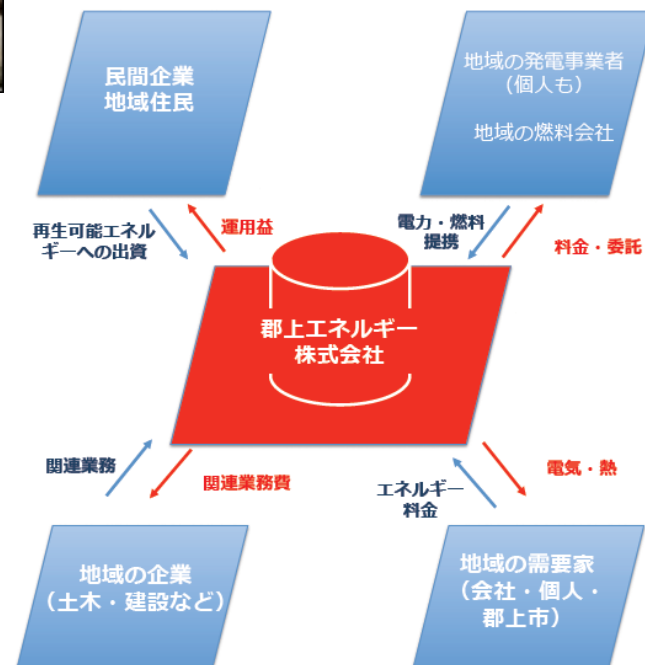 民間企業
地域住民
地域の発電事業者
（個人も）
地域の燃料会社
再生可能エネル
ギーへの出資
運用益
電力・燃料
提携
料金・委託
郡上エネルギー
株式会社
関連業務
関連業務費
エネルギー
料金
電気・熱
地域の企業
（土木・建設など）
地域の需要家
（会社・個人・
郡上市）